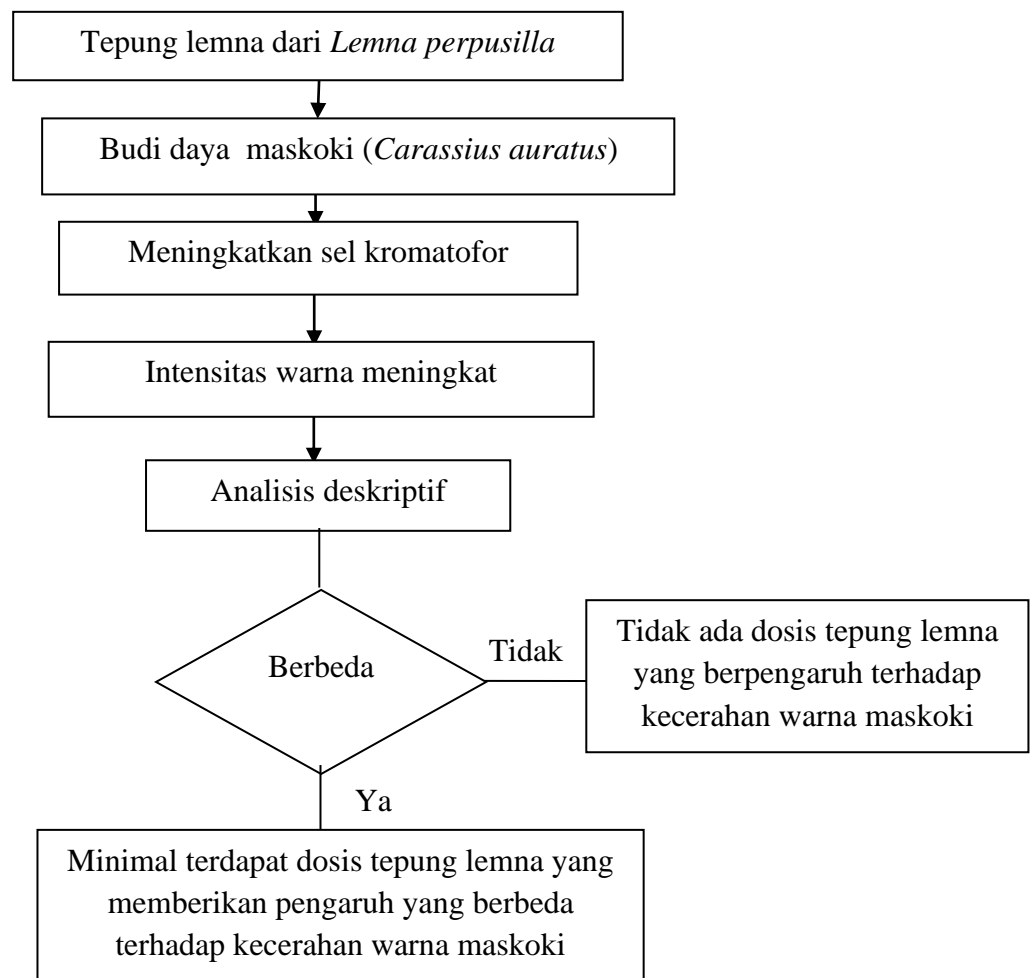 Tepung lemna dari Lemna perpusilla
Budi daya maskoki (Carassius auratus)
Meningkatkan sel kromatofor
Intensitas warna meningkat
Analisis deskriptif
Berbeda
Tidak
Tidak ada dosis tepung lemna
yang berpengaruh terhadap
kecerahan warna maskoki
Ya
Minimal terdapat dosis tepung lemna yang
memberikan pengaruh yang berbeda
terhadap kecerahan warna maskoki